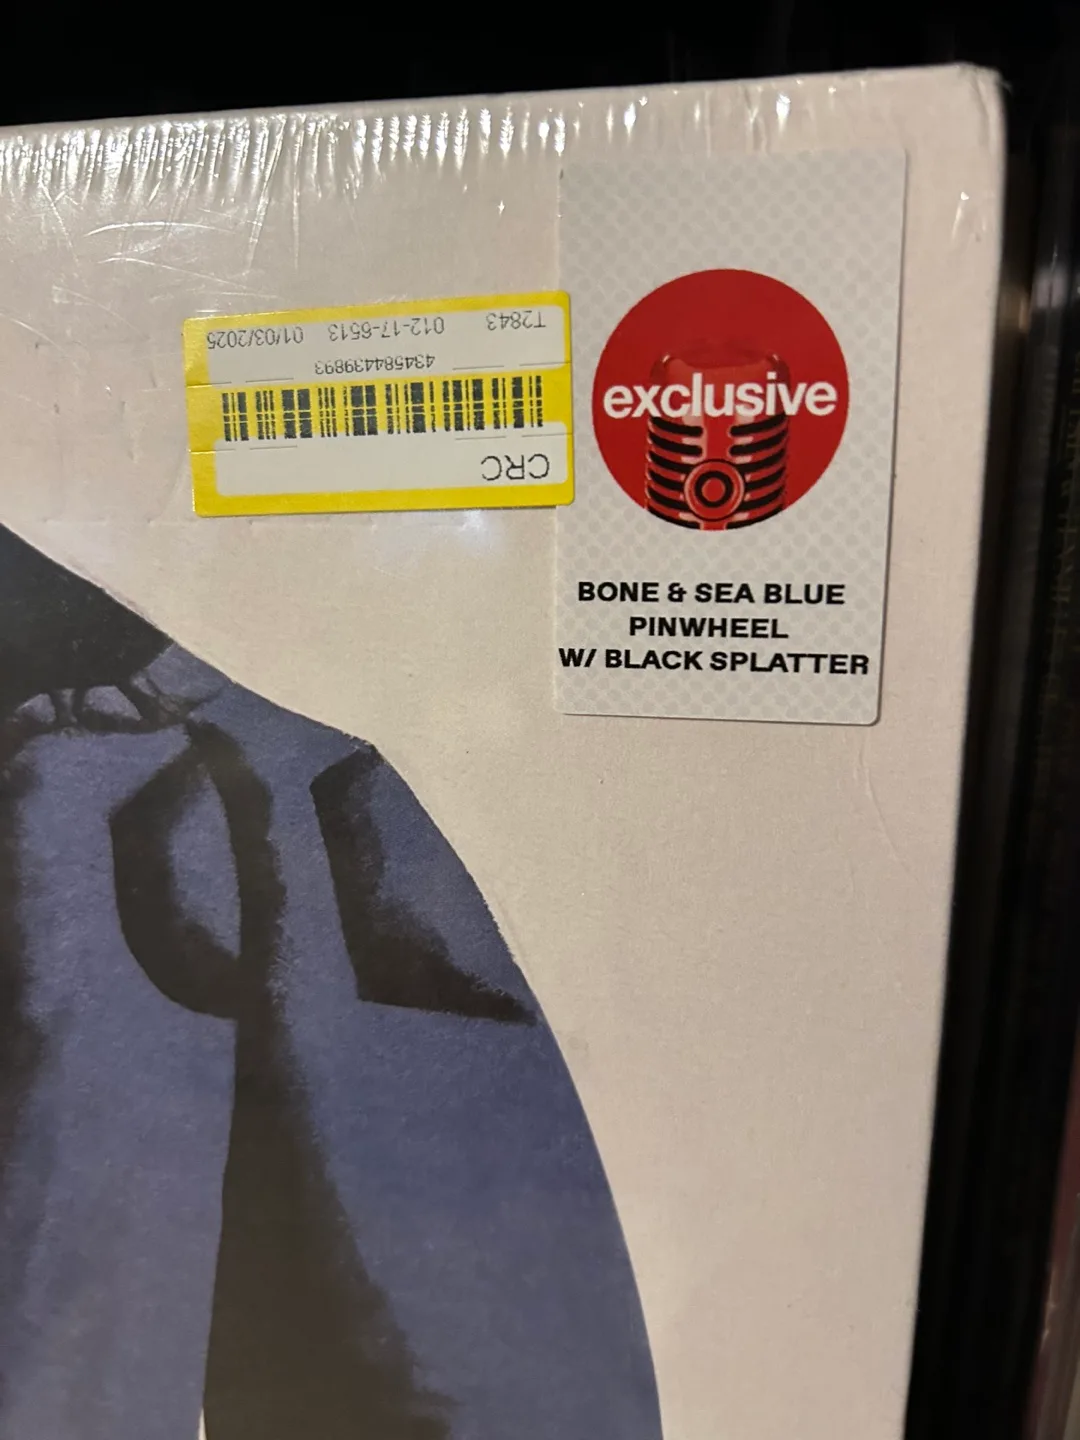 T2843 012-17-6513 01/03/2025
434584439893
CRC
exclusive
BONE & SEA BLUE
PINWHEEL
W/ BLACK SPLATTER